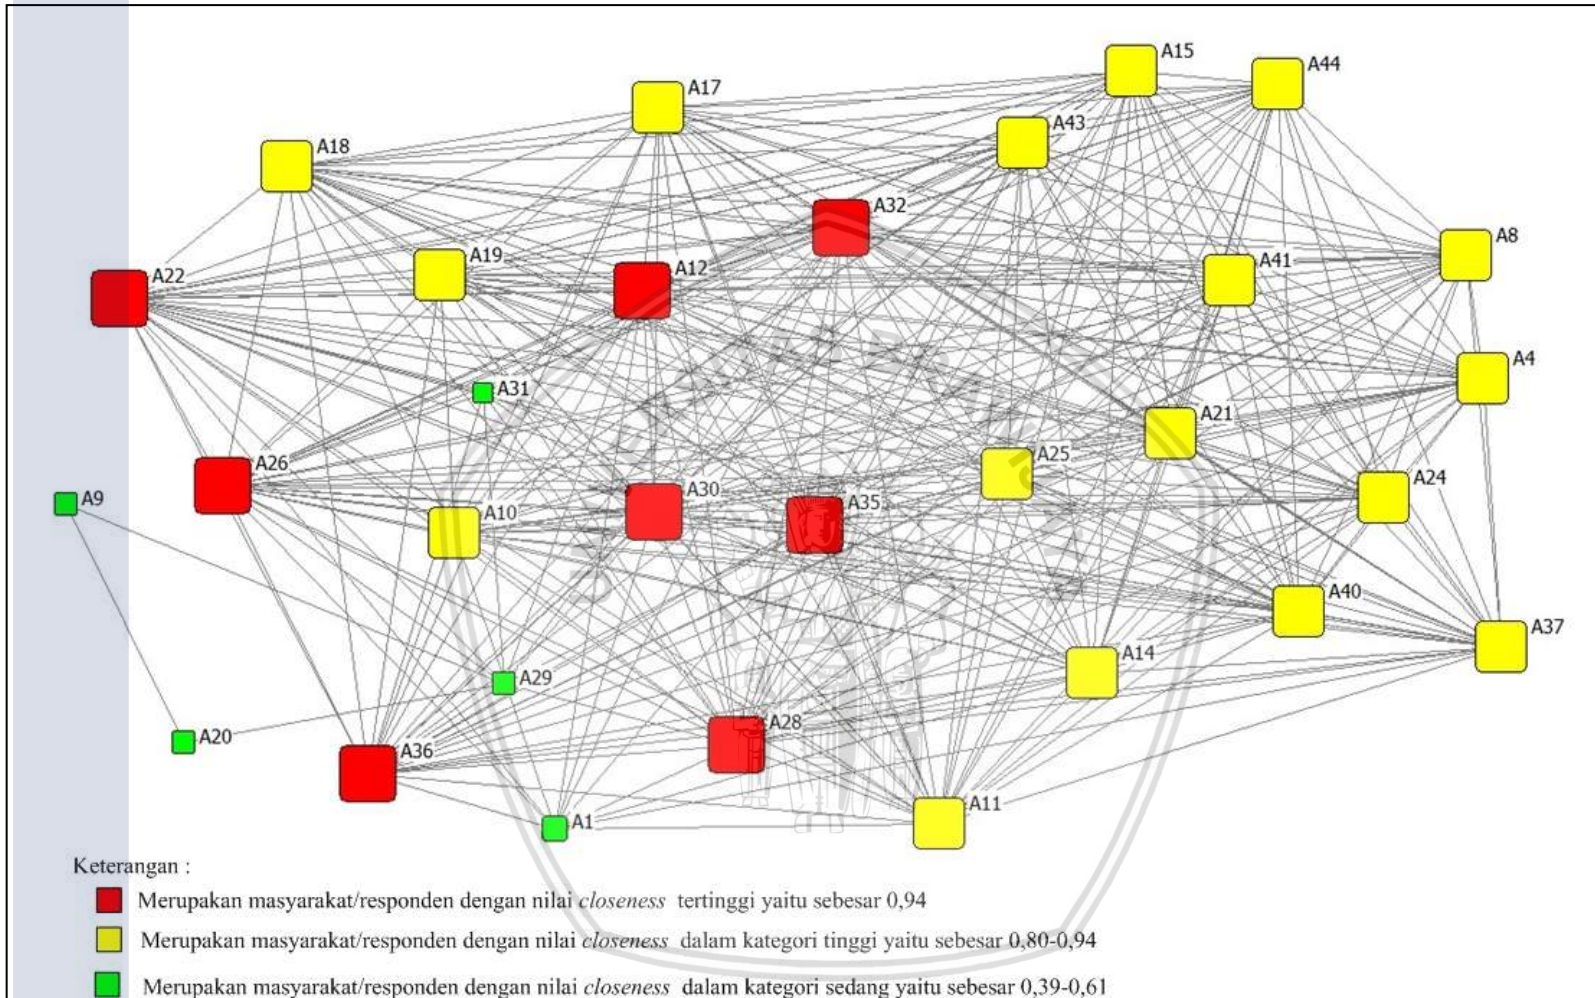 A15
A44
A17
A43
A18
A32
A8
A19
A12
A41
A22
A4
A31
A21
A25
A26
A30
A35
A24
A9
A10
A40
A37
A14
A29
A28
A20
A36
A11
A1
Keterangan :
Merupakan masyarakat/responden dengan nilai closeness tertinggi yaitu sebesar 0,94
Merupakan masyarakat/responden dengan nilai closeness dalam kategori tinggi yaitu sebesar 0,80-0,94
Merupakan masyarakat/responden dengan nilai closeness dalam kategori sedang yaitu sebesar 0,39-0,61